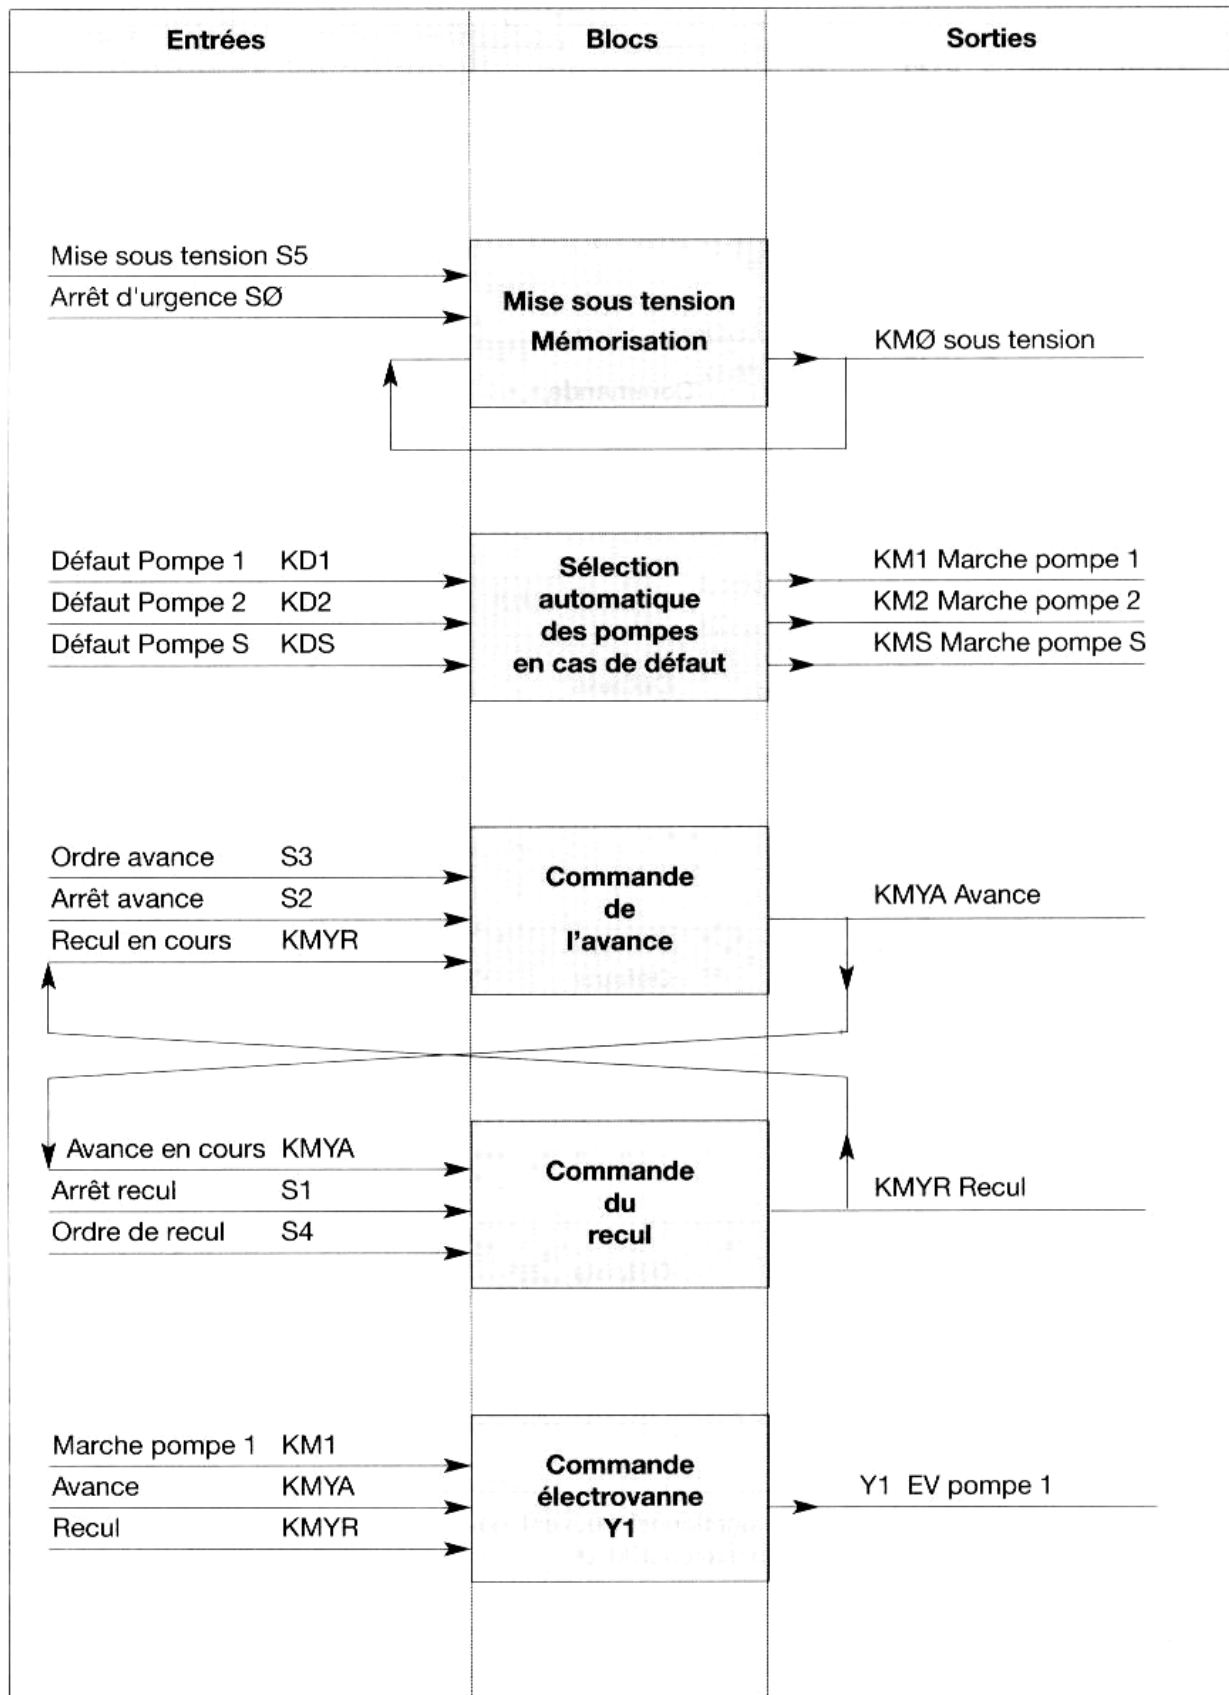 Entrées Blocs Sorties
Mise sous tension S5
Arrêt d'urgence SØ
Mise sous tension
Mémorisation
KMØ sous tension
Défaut Pompe 1 KD1
Défaut Pompe 2 KD2
Défaut Pompe S KDS
Sélection
automatique
des pompes
en cas de défaut
KM1 Marche pompe 1
KM2 Marche pompe 2
KMS Marche pompe S
Ordre avance S3
Arrêt avance S2
Recul en cours KMYR
Commande
de
l'avance
KMYA Avance
Avance en cours KMYA
Arrêt recul S1
Ordre de recul S4
Commande
du
recul
KMYR Recul
Marche pompe 1 KM1
Avance KMYA
Recul KMYR
Commande
électrovanne
Y1
Y1 EV pompe 1